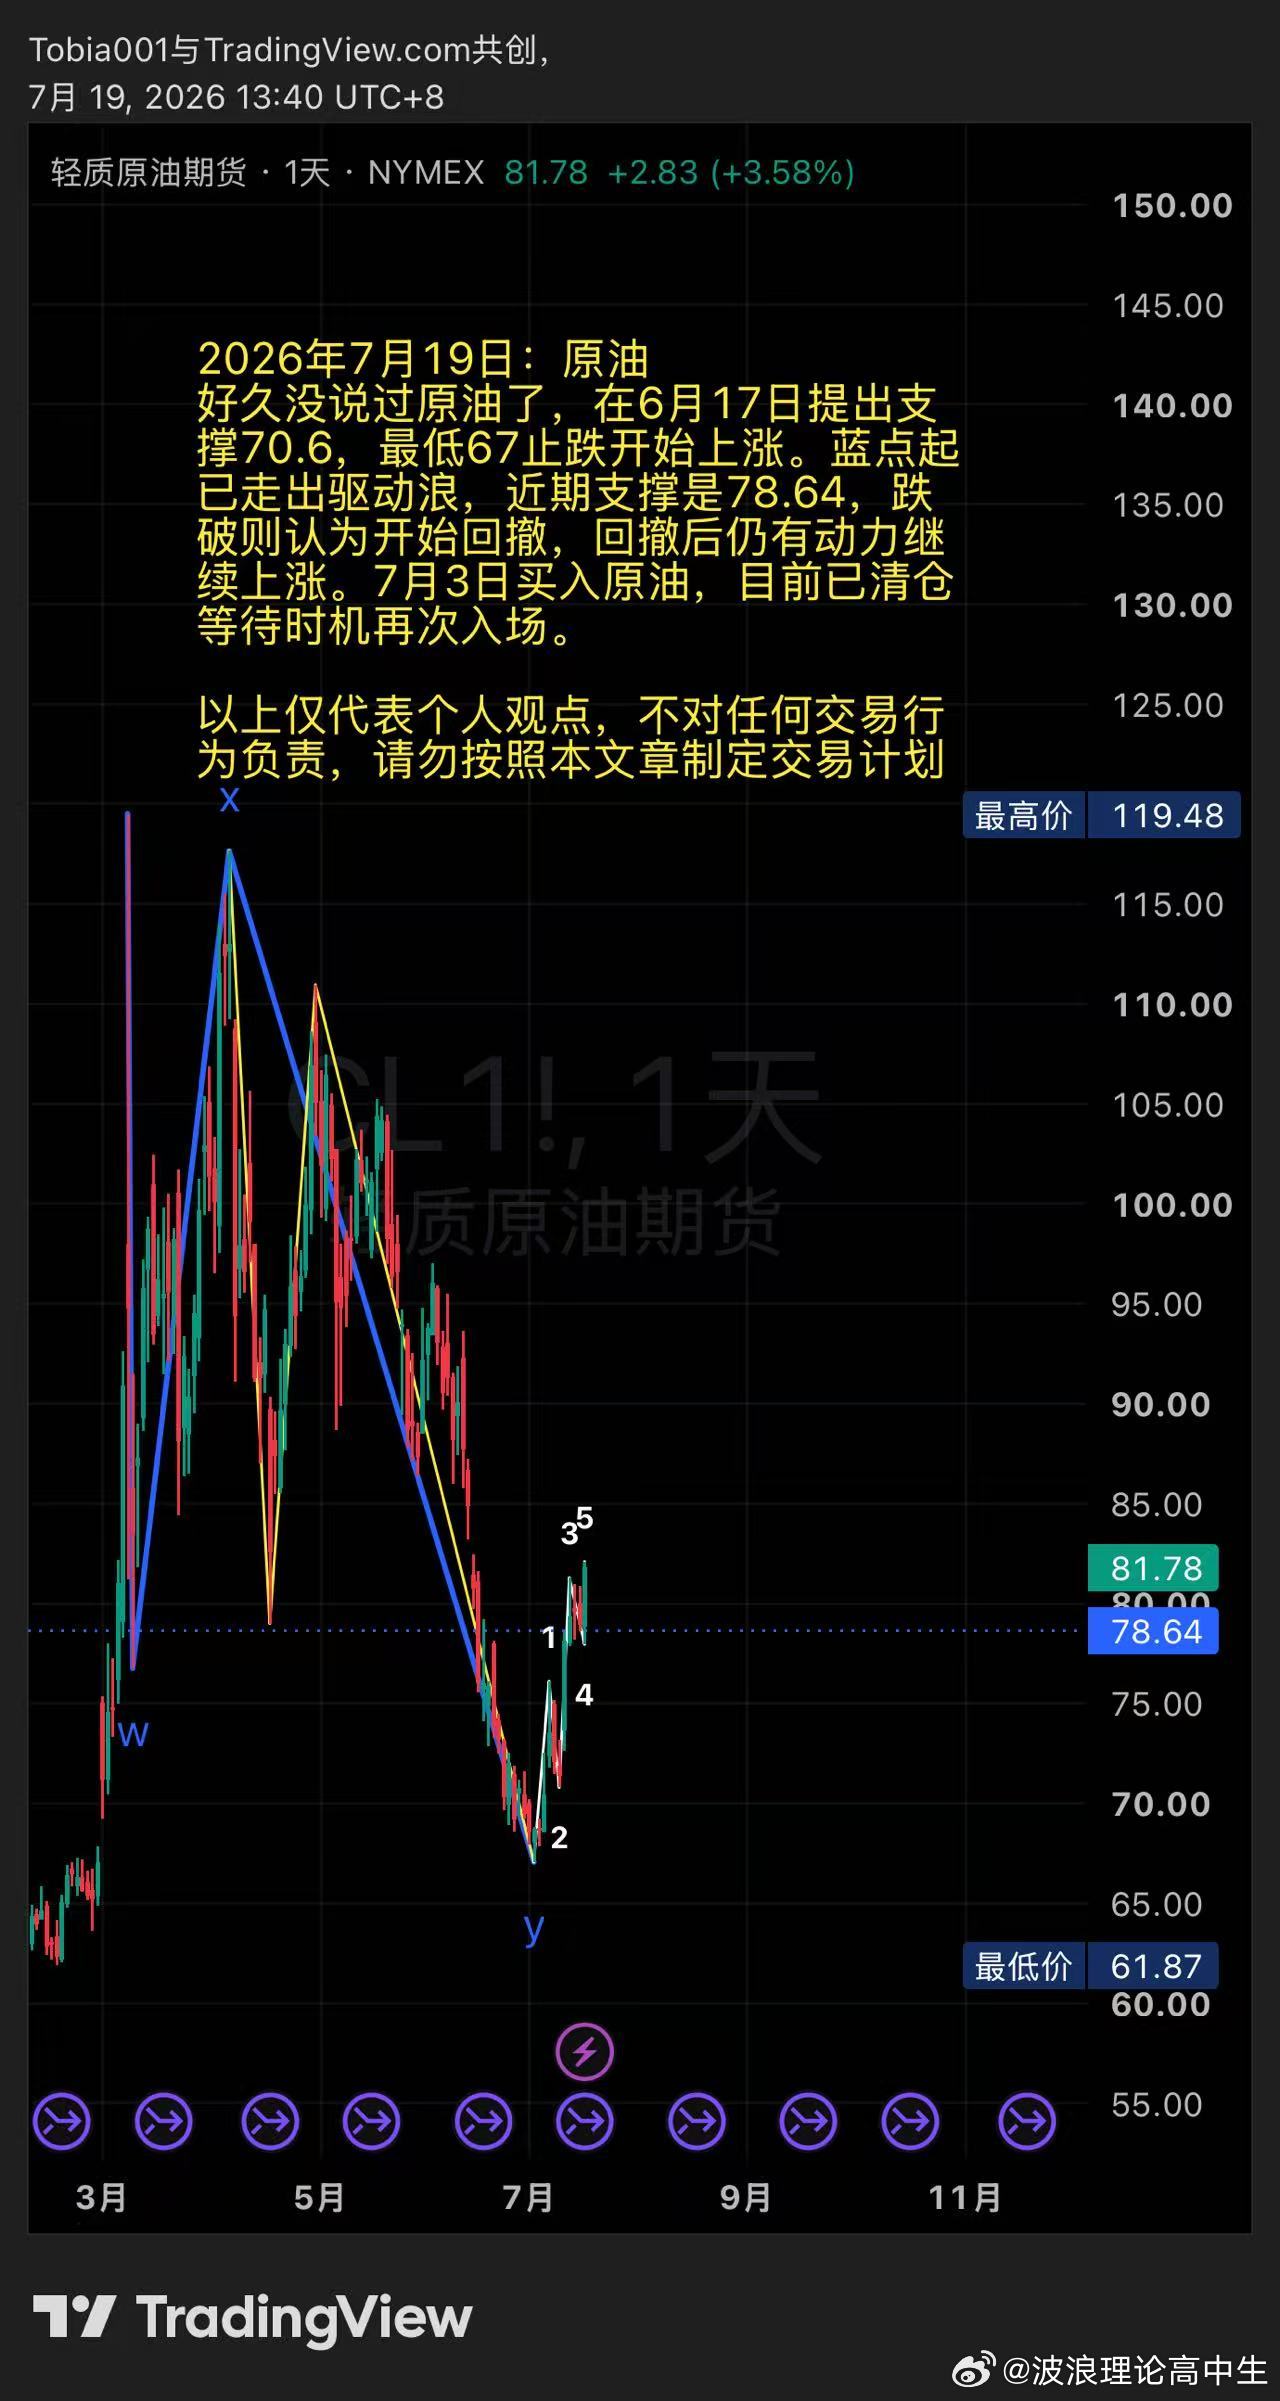 Tobia001与TradingView.com共创，
7月 19, 2026 13:40 UTC+8
轻质原油期货 · 1天 · NYMEX 81.78 +2.83 (+3.58%)
150.00
145.00
2026年7月19日：原油
好久没说过原油了，在6月17日提出支
撑70.6，最低67止跌开始上涨。蓝点起
已走出驱动浪，近期支撑是78.64，跌
破则认为开始回撤，回撤后仍有动力继
续上涨。7月3日买入原油，目前已清仓
等待时机再次入场。
以上仅代表个人观点，不对任何交易行
为负责，请勿按照本文章制定交易计划
140.00
135.00
130.00
125.00
x
最高价 119.48
115.00
110.00
CL1!, 1天
105.00
轻质原油期货
100.00
95.00
90.00
85.00
3
5
81.78
80.00
1
78.64
4
75.00
w
70.00
2
65.00
y
最低价 61.87
60.00
55.00
3月 5月 7月 9月 11月
TradingView
@波浪理论高中生